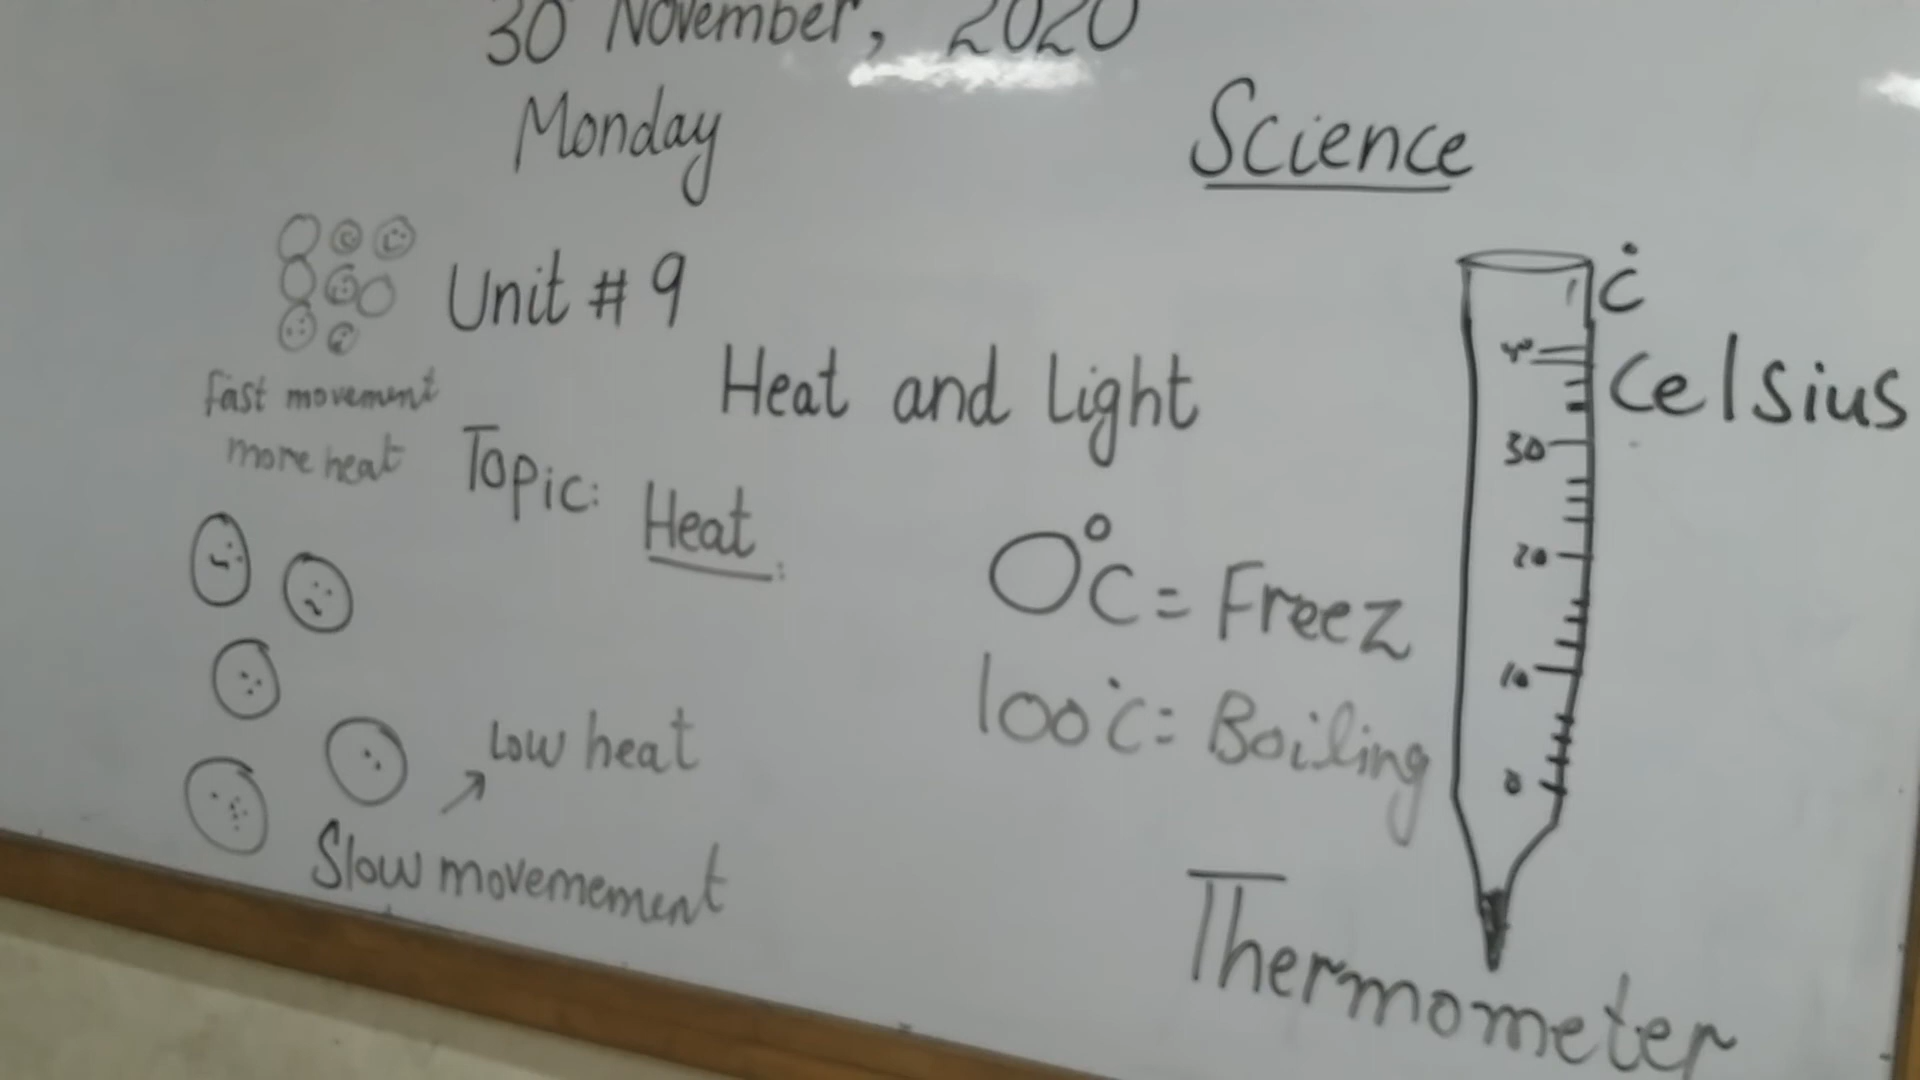 30 November, 2020
Monday
Science
Unit # 9
Heat and Light
Fast movement
more heat
Topic: Heat
0°C = Freez
100°C = Boiling
Low heat
Slow movemement
°C
Celsius
40
30
20
10
0
Thermometer